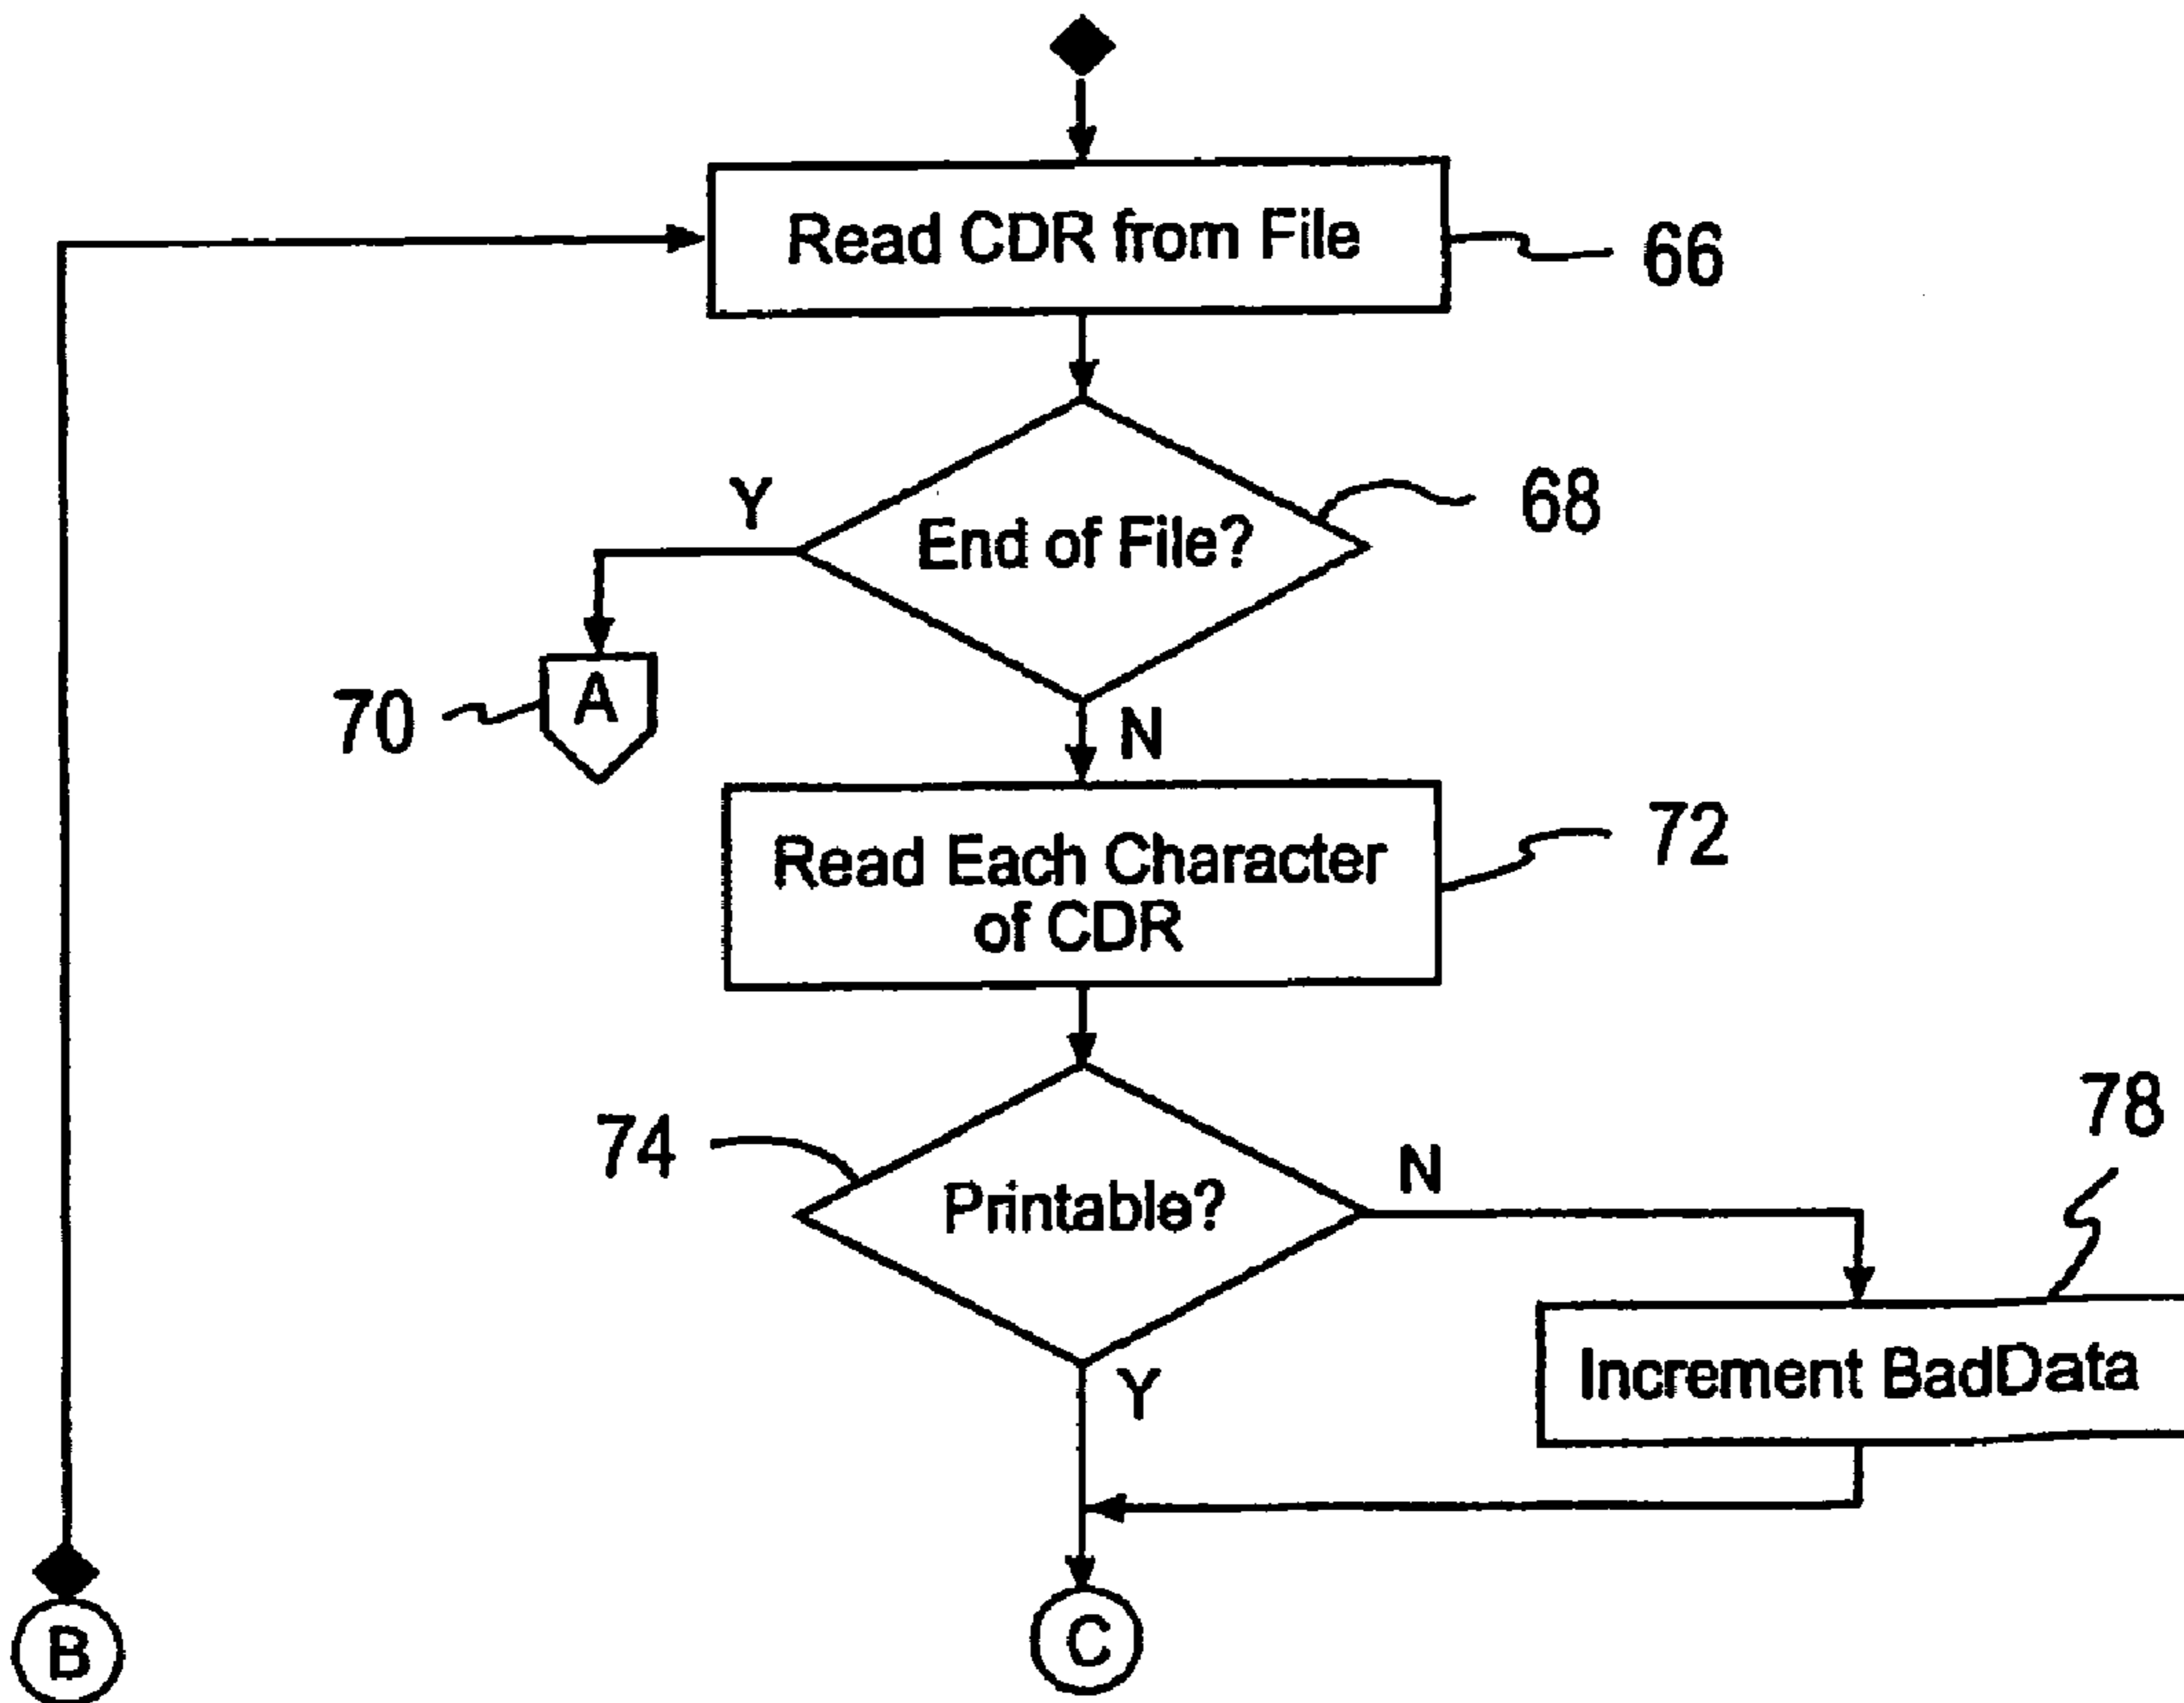 Read CDR from File
66
Y
End of File?
68
70
A
N
Read Each Character
of CDR
72
74
Printable?
N
78
Increment BadData
Y
B
C